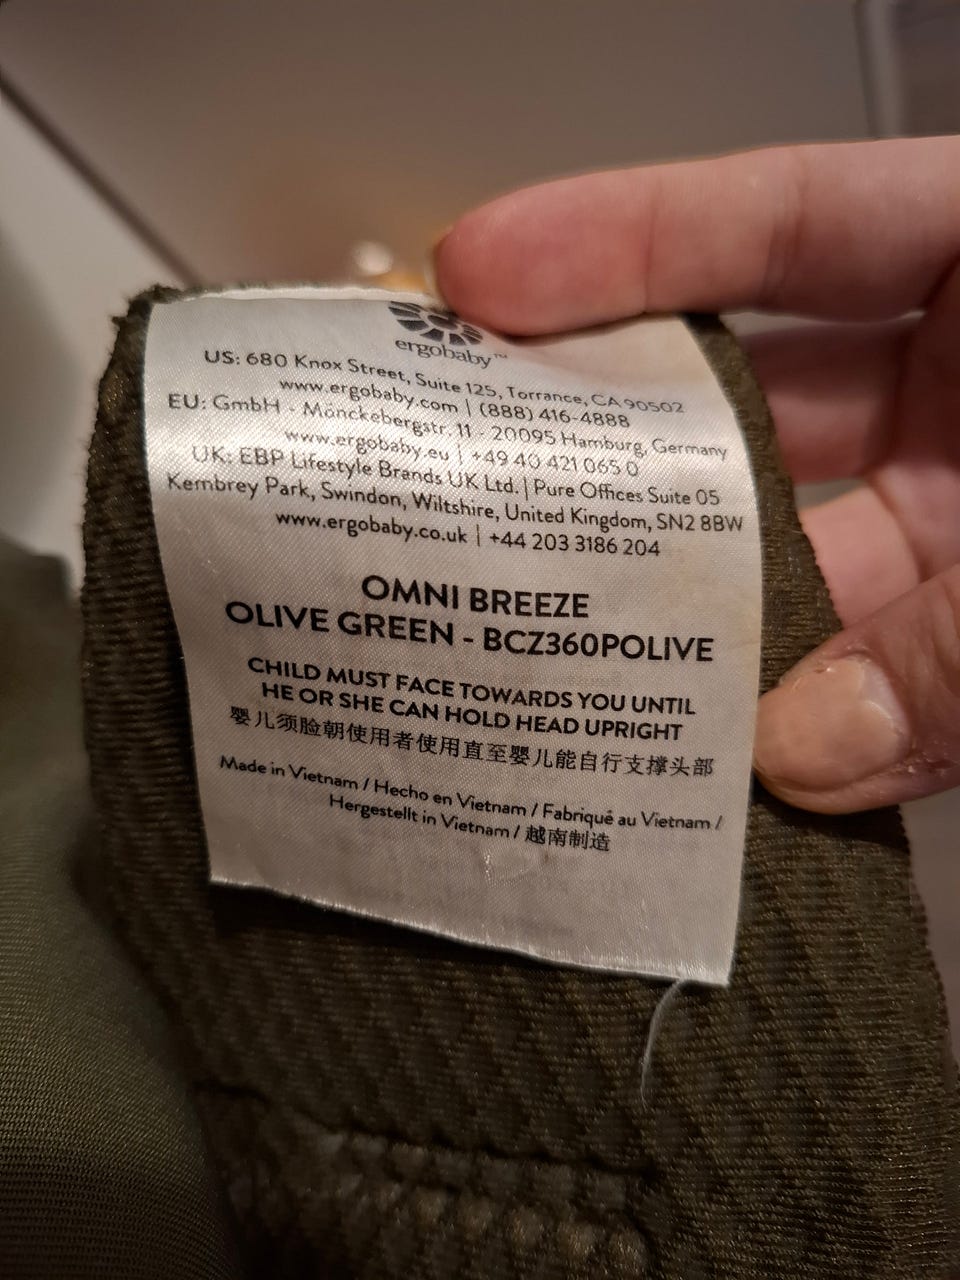 ergobaby™
US: 680 Knox Street, Suite 125, Torrance, CA 90502
www.ergobaby.com | (888) 416-4888
EU: GmbH - Mönckebergstr. 11 - 20095 Hamburg, Germany
www.ergobaby.eu | +49 40 421 065 0
UK: EBP Lifestyle Brands UK Ltd. | Pure Offices Suite 05
Kembrey Park, Swindon, Wiltshire, United Kingdom, SN2 8BW
www.ergobaby.co.uk | +44 203 3186 204
OMNI BREEZE
OLIVE GREEN - BCZ360POLIVE
CHILD MUST FACE TOWARDS YOU UNTIL
HE OR SHE CAN HOLD HEAD UPRIGHT
婴儿须脸朝使用者使用直至婴儿能自行支撑头部
Made in Vietnam / Hecho en Vietnam / Fabriqué au Vietnam /
Hergestellt in Vietnam / 越南制造